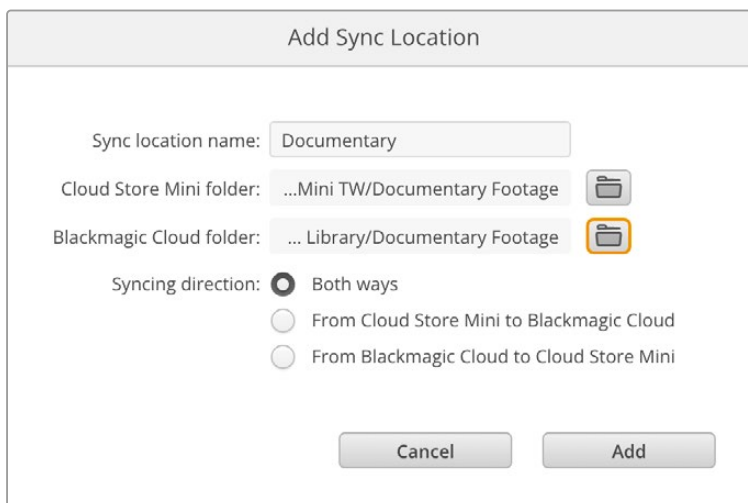 Add Sync Location
Sync location name: Documentary
Cloud Store Mini folder: ...Mini TW/Documentary Footage
Blackmagic Cloud folder: ... Library/Documentary Footage
Syncing direction: Both ways
From Cloud Store Mini to Blackmagic Cloud
From Blackmagic Cloud to Cloud Store Mini
Cancel Add